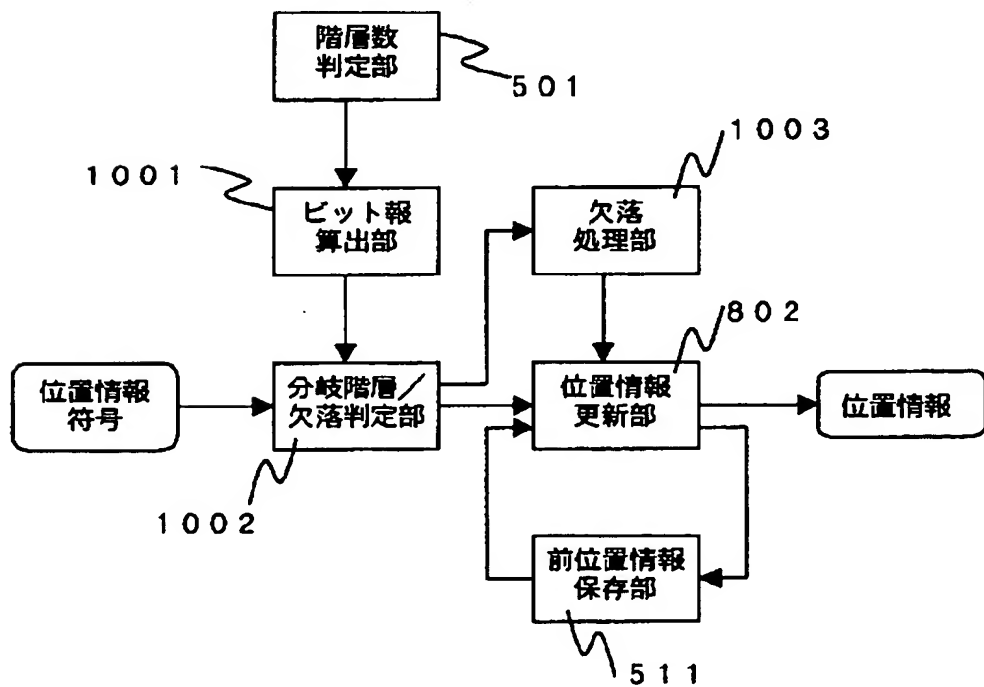 階層数
判定部
501
1003
1001
ビット報
算出部
欠落
処理部
802
位置情報
符号
分岐階層／
欠落判定部
位置情報
更新部
位置情報
1002
前位置情報
保存部
511